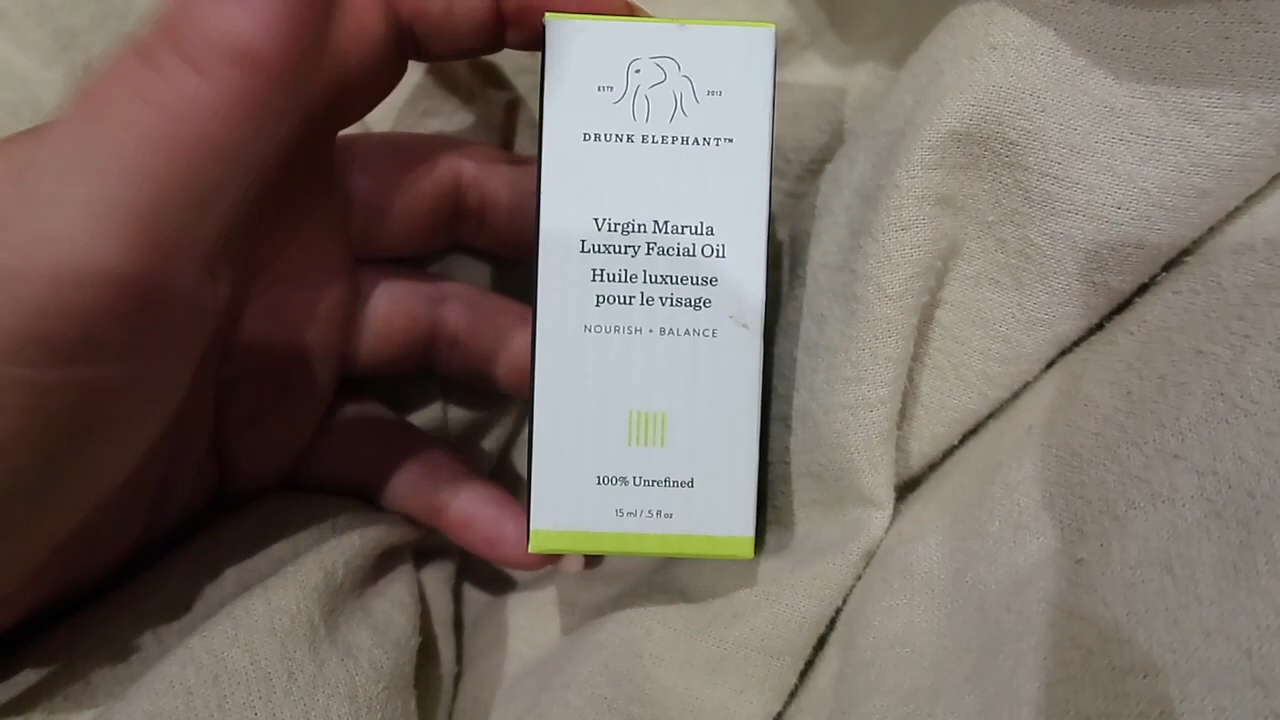 ESTD 2012
DRUNK ELEPHANT™
Virgin Marula
Luxury Facial Oil
Huile luxueuse
pour le visage
NOURISH + BALANCE
100% Unrefined
15 ml / .5 fl oz